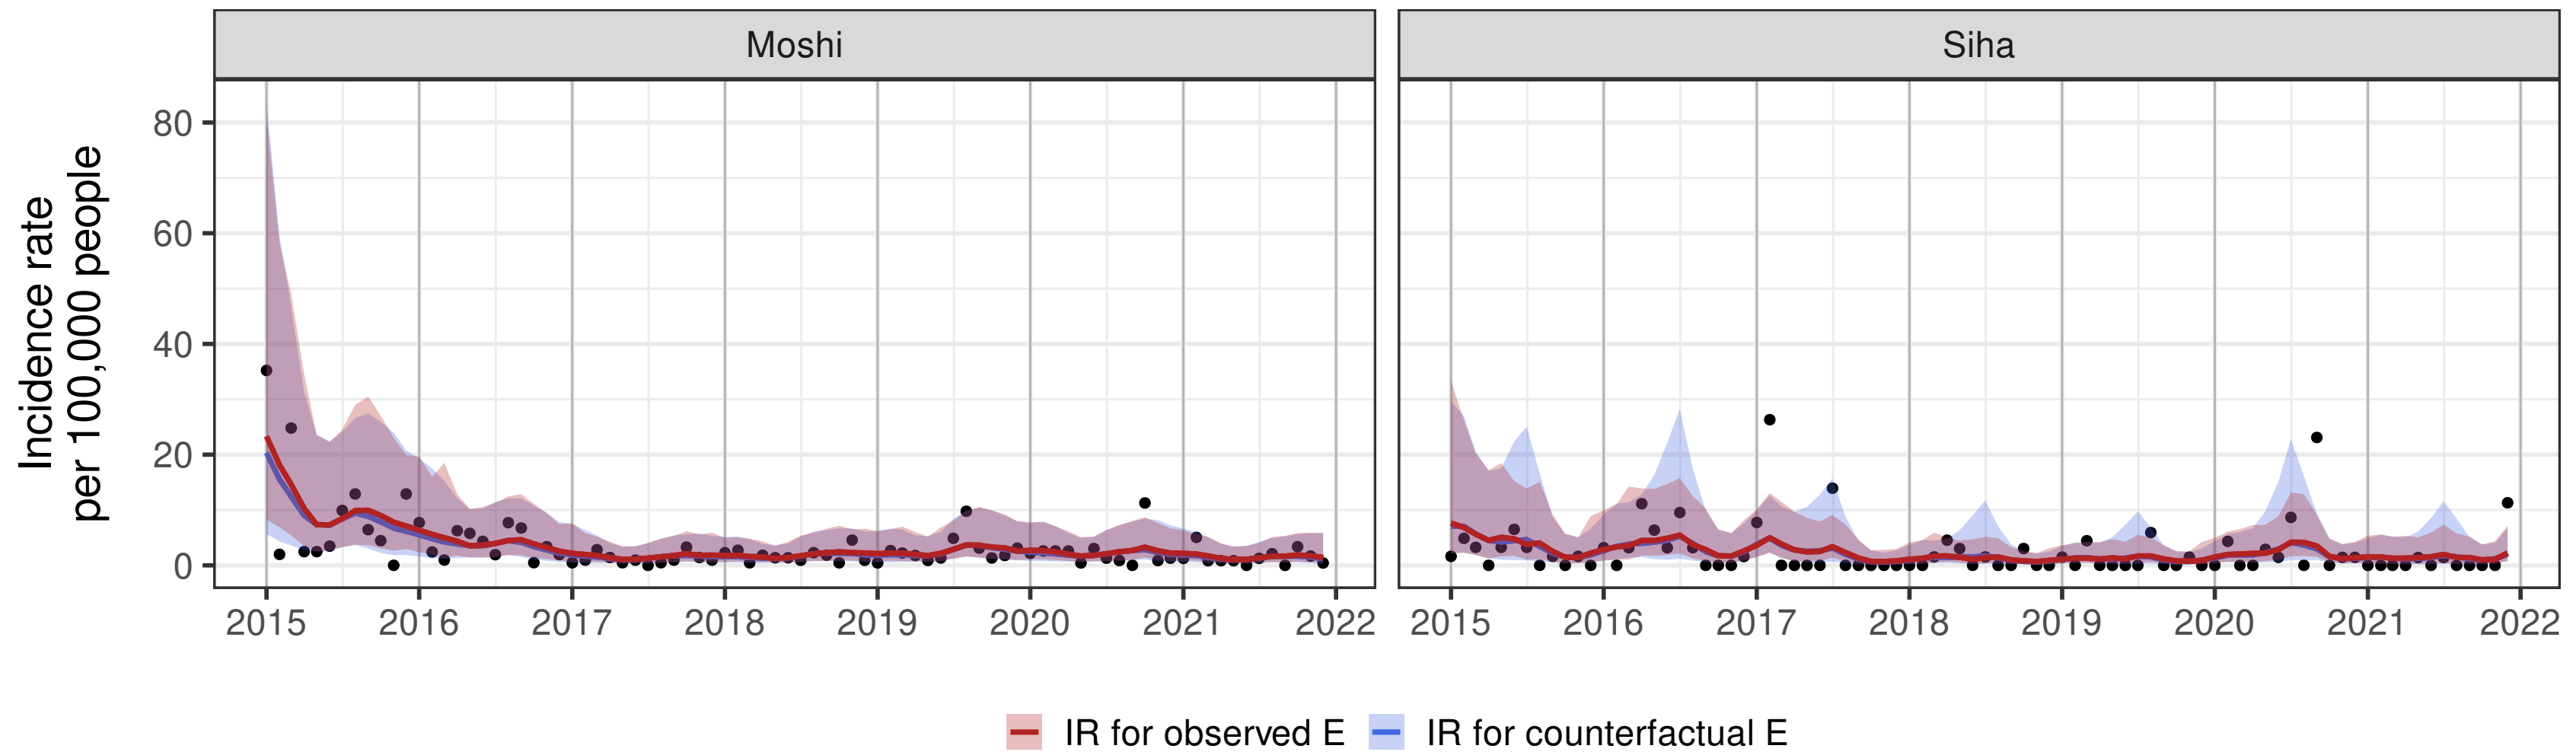 Moshi
Siha
Incidence rate
per 100,000 people
80
60
40
20
0
2015 2016 2017 2018 2019 2020 2021 2022
2015 2016 2017 2018 2019 2020 2021 2022
IR for observed E
IR for counterfactual E